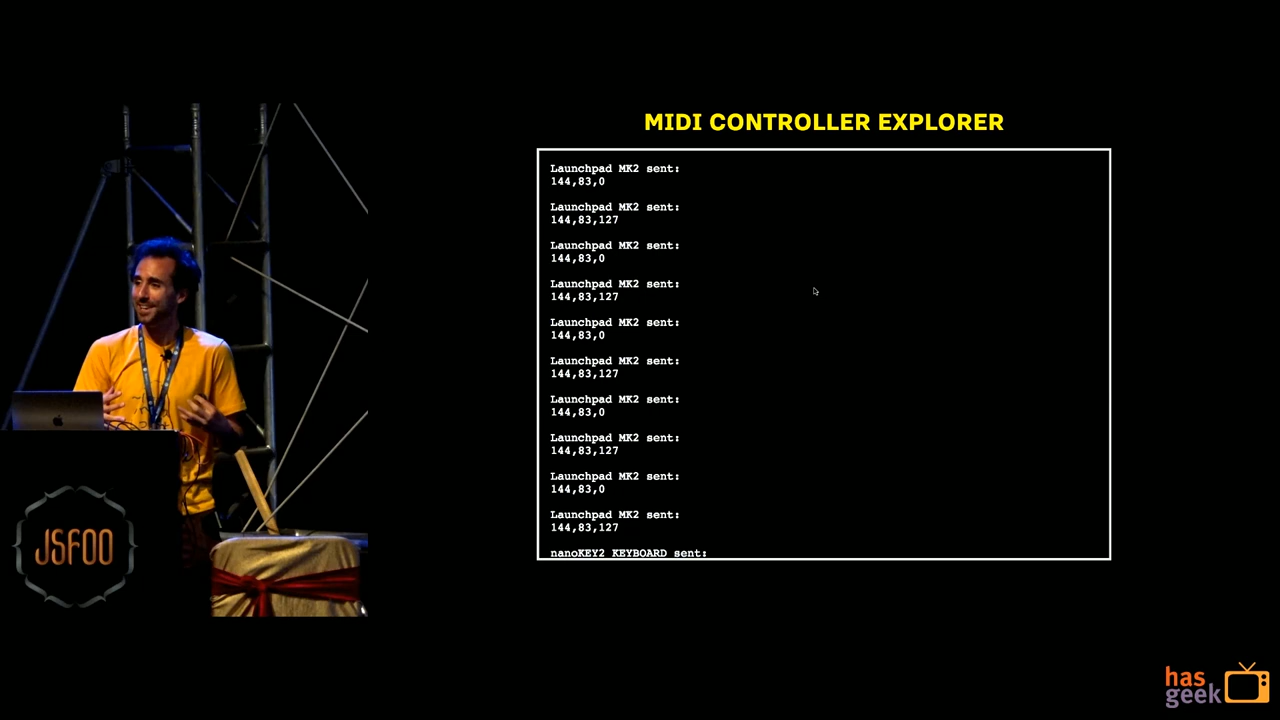 MIDI CONTROLLER EXPLORER
Launchpad MK2 sent:
144,83,0
Launchpad MK2 sent:
144,83,127
Launchpad MK2 sent:
144,83,0
Launchpad MK2 sent:
144,83,127
Launchpad MK2 sent:
144,83,0
Launchpad MK2 sent:
144,83,127
Launchpad MK2 sent:
144,83,0
Launchpad MK2 sent:
144,83,127
Launchpad MK2 sent:
144,83,0
Launchpad MK2 sent:
144,83,127
nanoKEY2 KEYBOARD sent:
JSFOO
has
geek